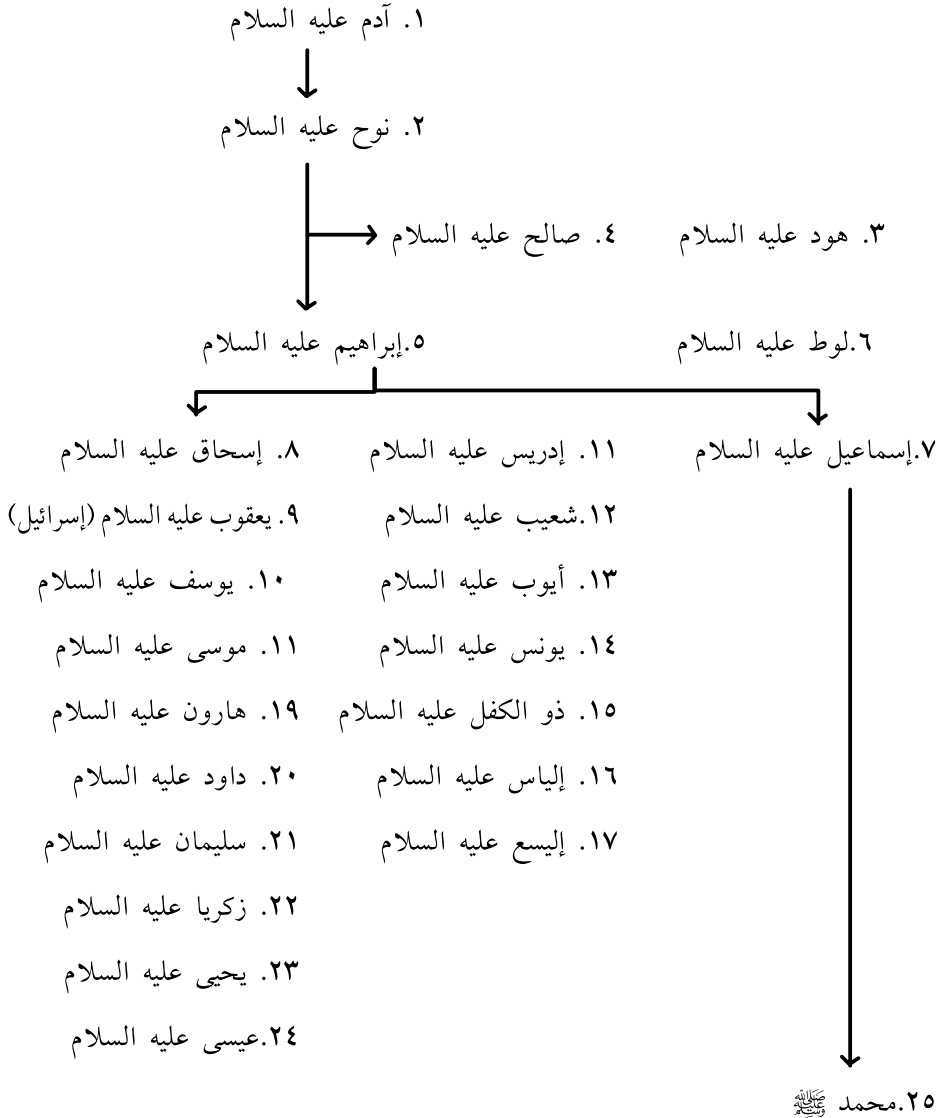 ١. آدم عليه السلام
٢. نوح عليه السلام
٣. هود عليه السلام
٤. صالح عليه السلام
٥.إبراهيم عليه السلام
٦.لوط عليه السلام
٧.إسماعيل عليه السلام
٨. إسحاق عليه السلام
٩. يعقوب عليه السلام (إسرائيل)
١٠. يوسف عليه السلام
١١. موسى عليه السلام
١٩. هارون عليه السلام
٢٠. داود عليه السلام
٢١. سليمان عليه السلام
٢٢. زكريا عليه السلام
٢٣. يحيى عليه السلام
٢٤.عيسى عليه السلام
١١. إدريس عليه السلام
١٢.شعيب عليه السلام
١٣. أيوب عليه السلام
١٤. يونس عليه السلام
١٥. ذو الكفل عليه السلام
١٦. إلياس عليه السلام
١٧. إليسع عليه السلام
٢٥.محمد ﷺ